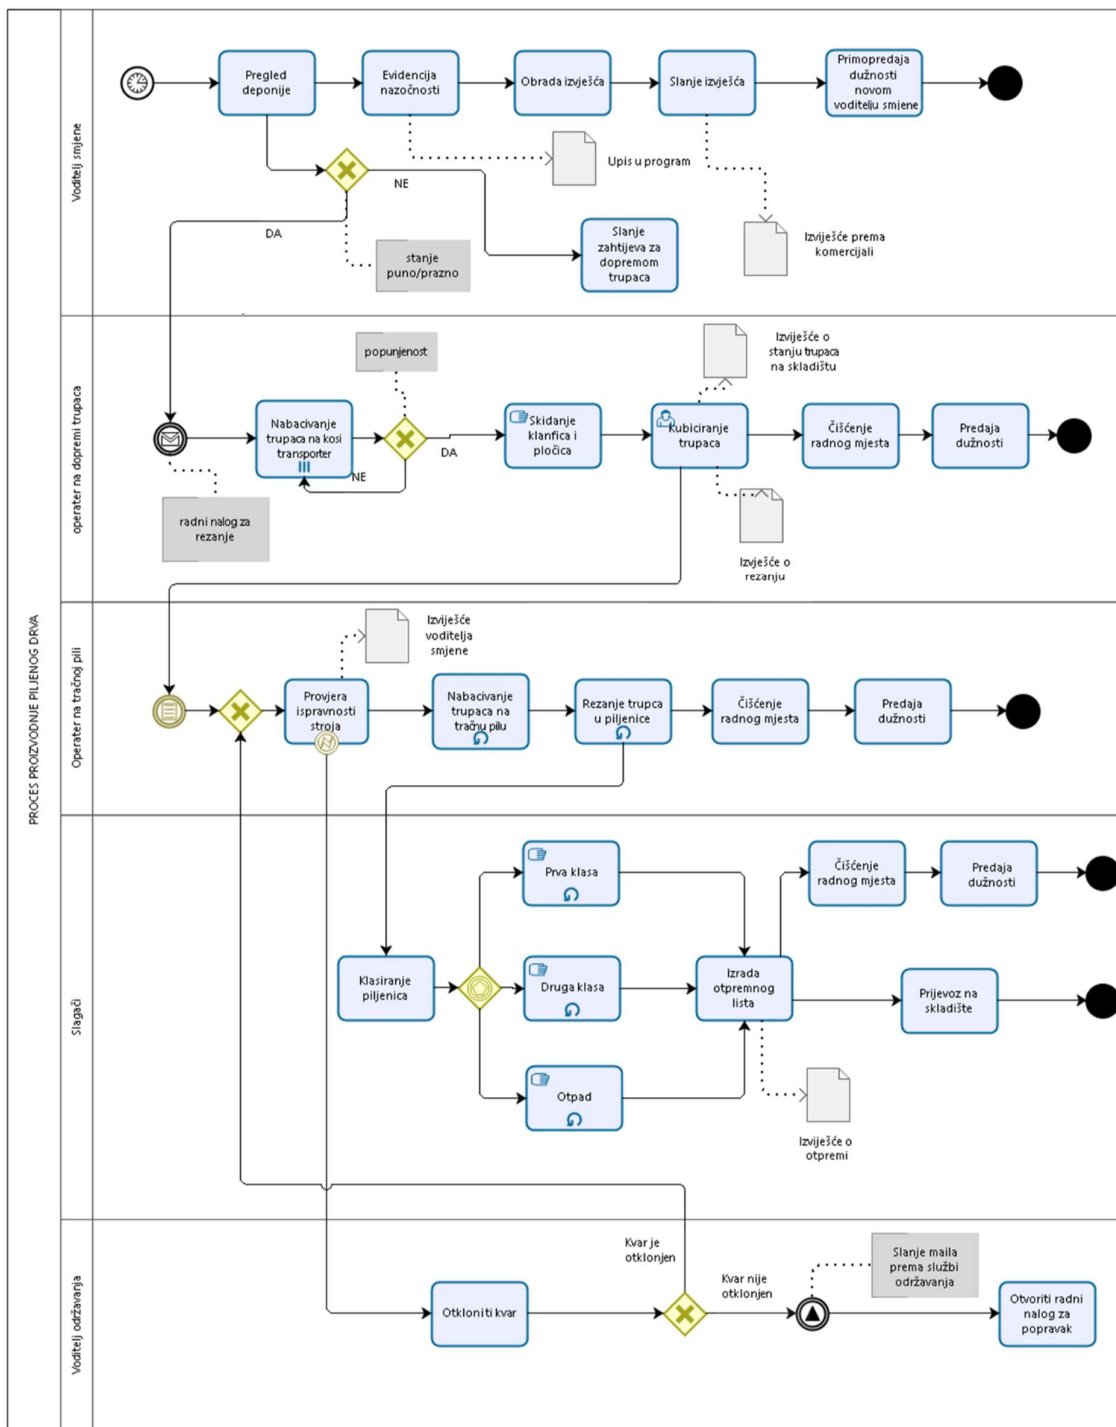 PROCES PROIZVODNJE PILJENOG DRVA
Voditelj smjene
Pregled
deponije
Evidencija
nazočnosti
Obrada izvješća
Slanje izvješća
Primopredaja
dužnosti
novom
voditelju smjene
Upis u program
NE
DA
stanje
puno/prazno
Slanje
zahtijeva za
dopremom
trupaca
Izviješće prema
komercijali
operater na dopremi trupaca
popunjenost
Izviješće o
stanju trupaca
na skladištu
Nabacivanje
trupaca na kosi
transporter
NE
DA
Skidanje
klanfica i
pločica
Kubiciranje
trupaca
Čišćenje
radnog mjesta
Predaja
dužnosti
radni nalog za
rezanje
Izvješće o
rezanju
Operater na tračnoj pili
Izviješće
voditelja
smjene
Provjera
ispravnosti
stroja
Nabacivanje
trupaca na
tračnu pilu
Rezanje trupca
u piljenice
Čišćenje
radnog mjesta
Predaja
dužnosti
Slagači
Prva klasa
Čišćenje
radnog mjesta
Predaja
dužnosti
Klasiranje
piljenica
Druga klasa
Izrada
otpremnog
lista
Prijevoz na
skladište
Otpad
Izviješće o
otpremi
Voditelj održavanja
Kvar je
otklonjen
Slanje maila
prema službi
održavanja
Kvar nije
otklonjen
Otkloniti kvar
Otvoriti radni
nalog za
popravak